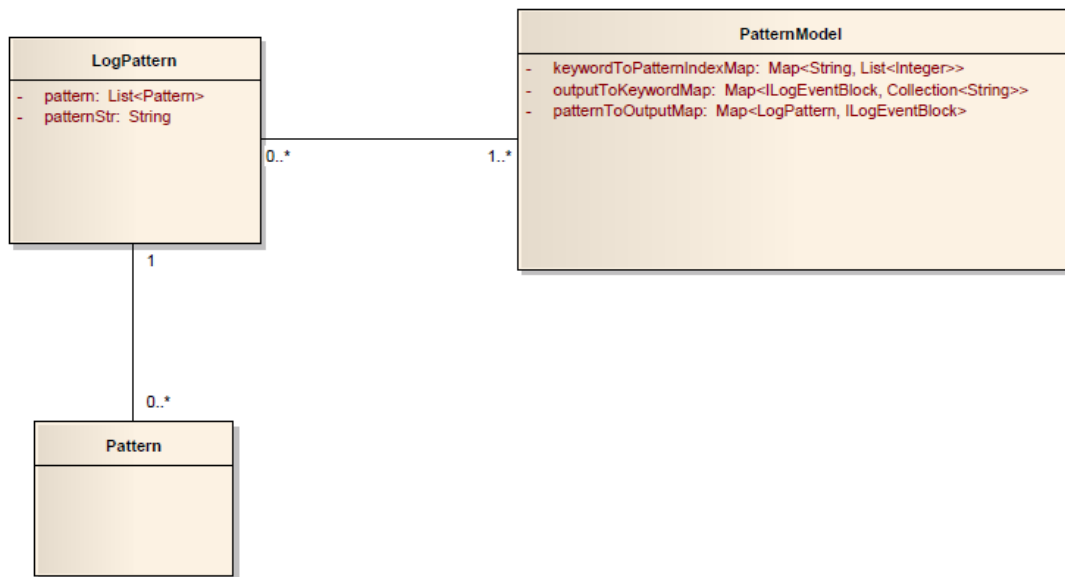 LogPattern
- pattern: List<Pattern>
- patternStr: String
PatternModel
- keywordToPatternIndexMap: Map<String, List<Integer>>
- outputToKeywordMap: Map<ILogEventBlock, Collection<String>>
- patternToOutputMap: Map<LogPattern, ILogEventBlock>
0..*
1..*
1
0..*
Pattern